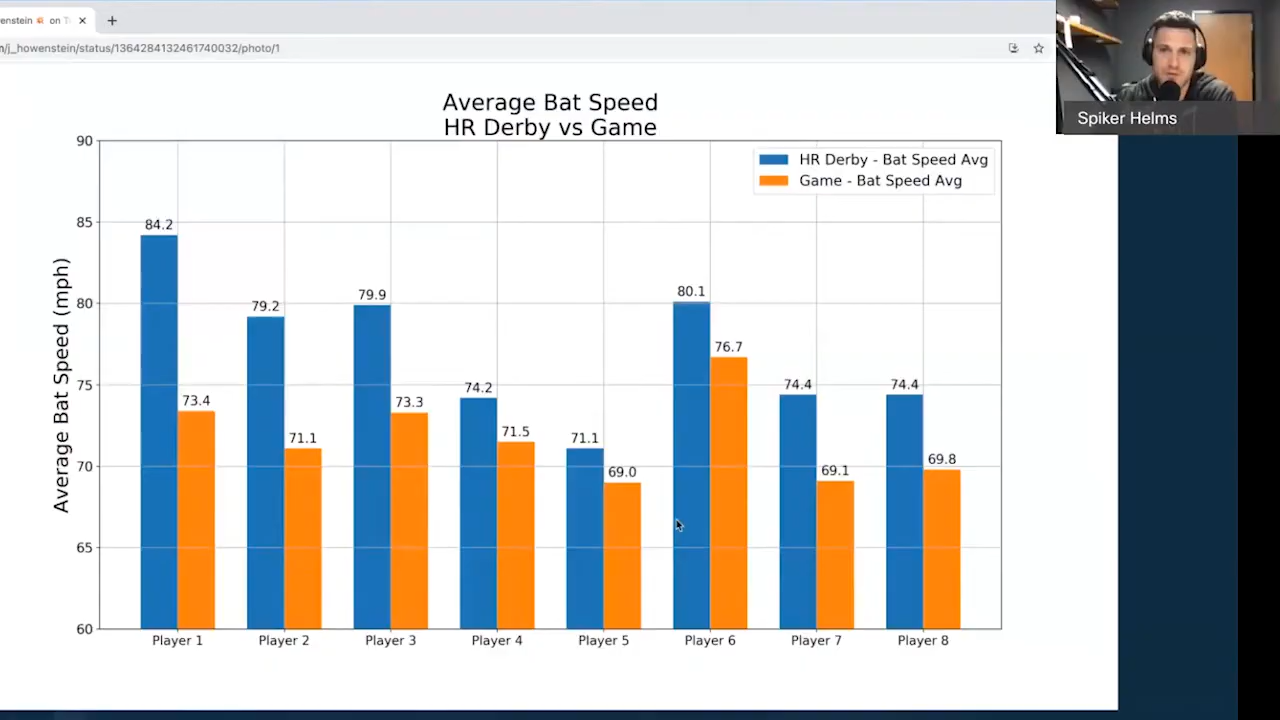 enstein on T
/j_howenstein/status/1364284132461740032/photo/1
Spiker Helms
Average Bat Speed
HR Derby vs Game
HR Derby - Bat Speed Avg
Game - Bat Speed Avg
Average Bat Speed (mph)
90
85
80
75
70
65
60
84.2
73.4
79.2
71.1
79.9
73.3
74.2
71.5
71.1
69.0
80.1
76.7
74.4
69.1
74.4
69.8
Player 1
Player 2
Player 3
Player 4
Player 5
Player 6
Player 7
Player 8